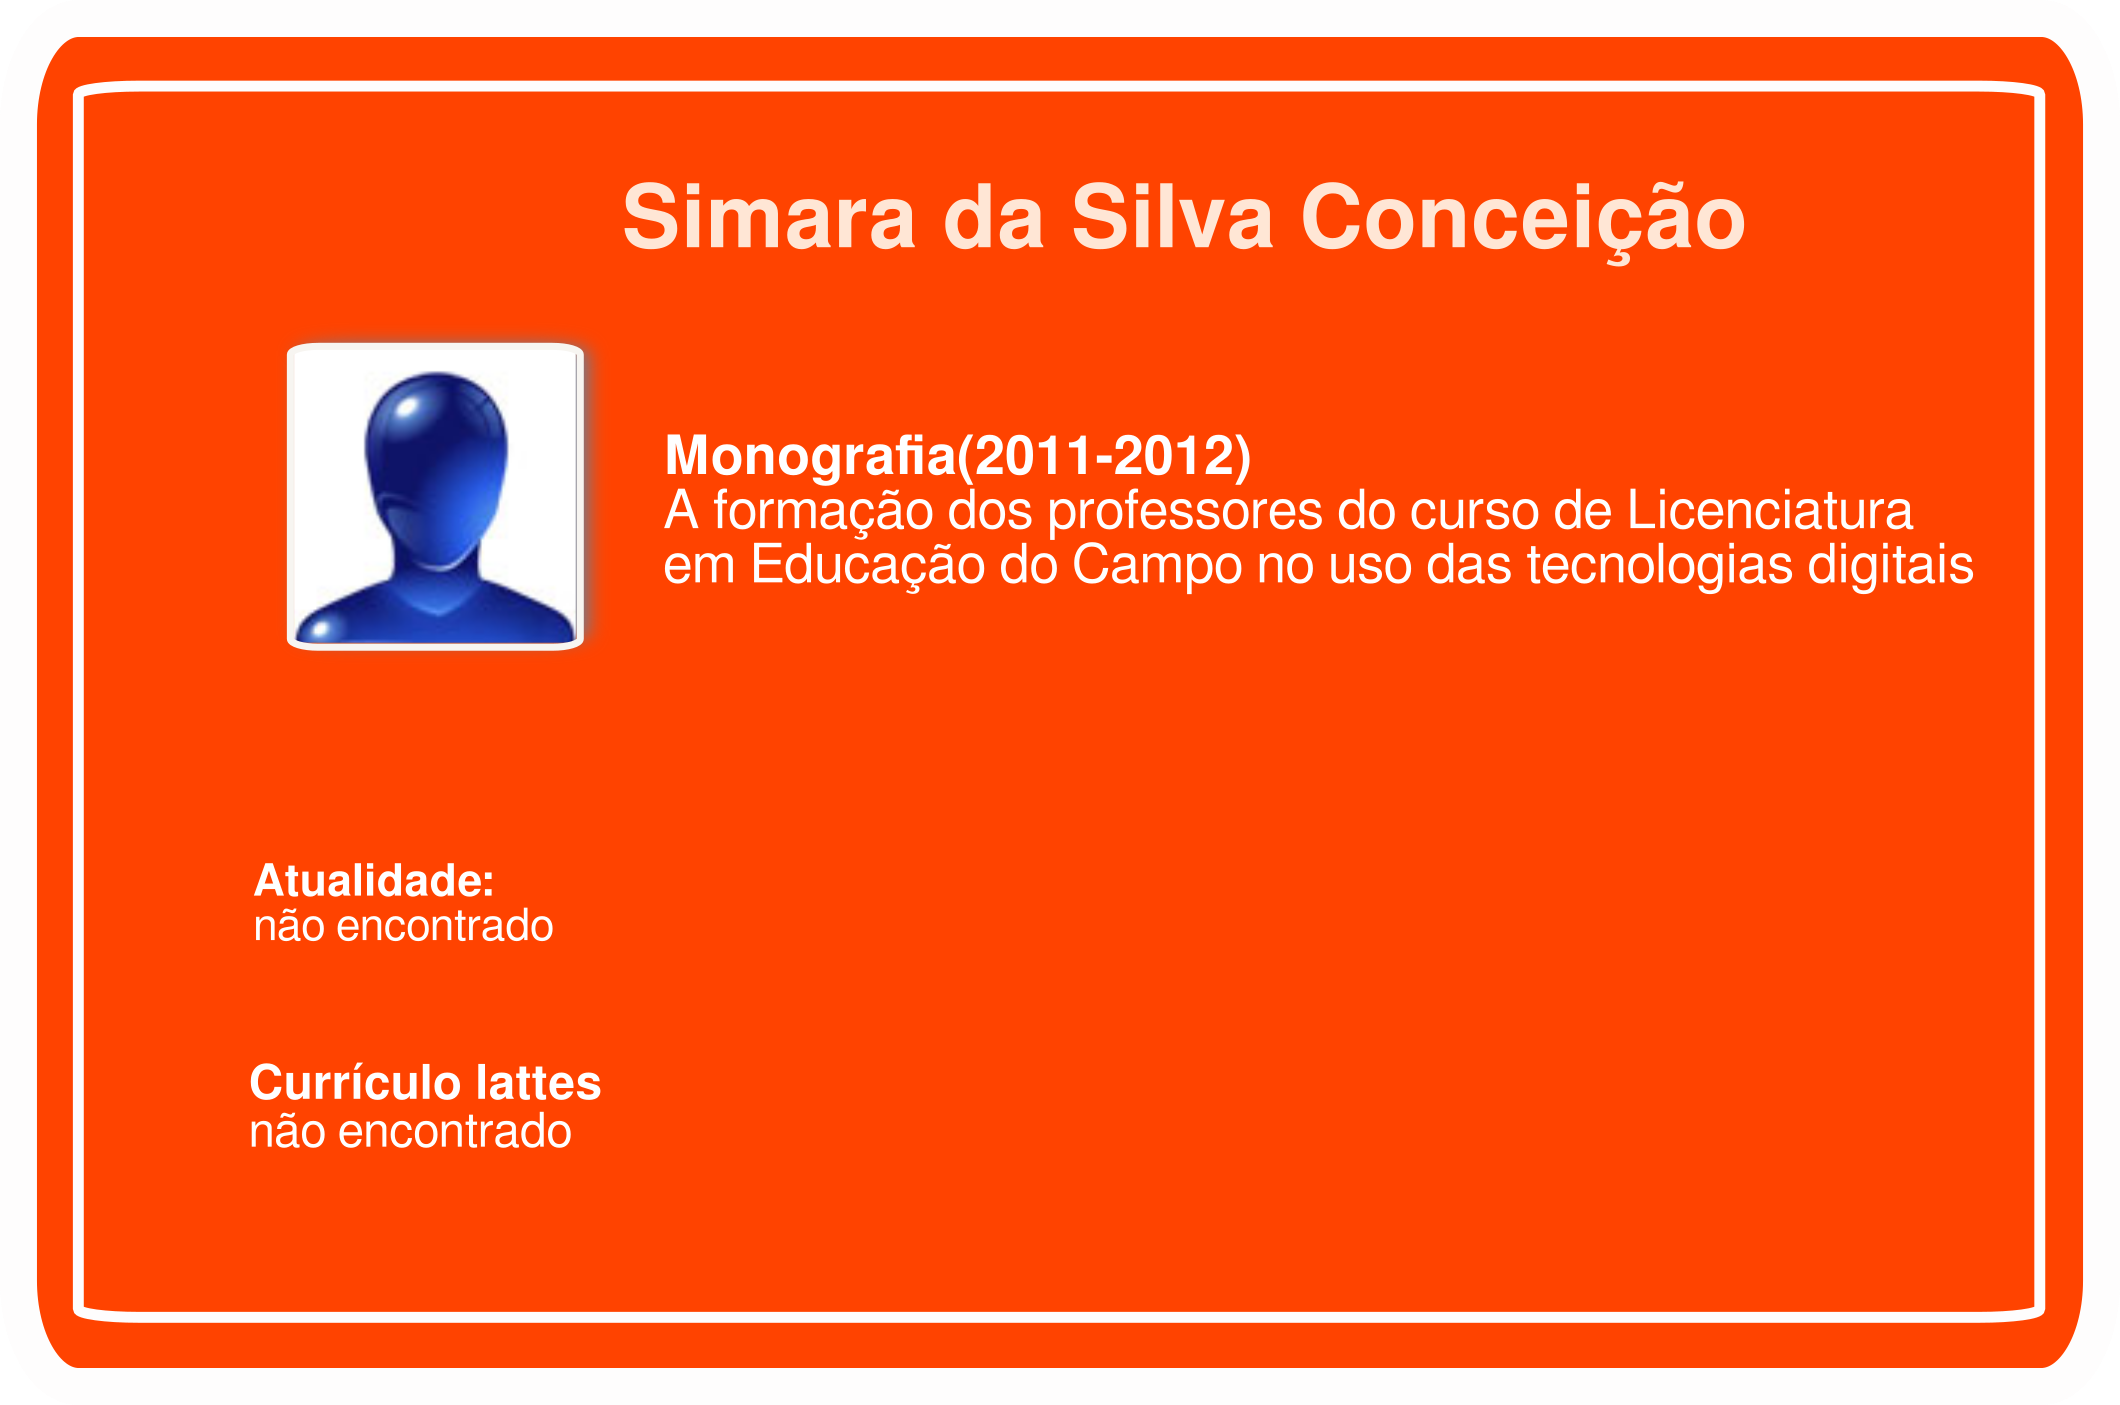 Simara da Silva Conceição
Monografia(2011-2012)
A formação dos professores do curso de Licenciatura
em Educação do Campo no uso das tecnologias digitais
Atualidade:
não encontrado
Currículo lattes
não encontrado